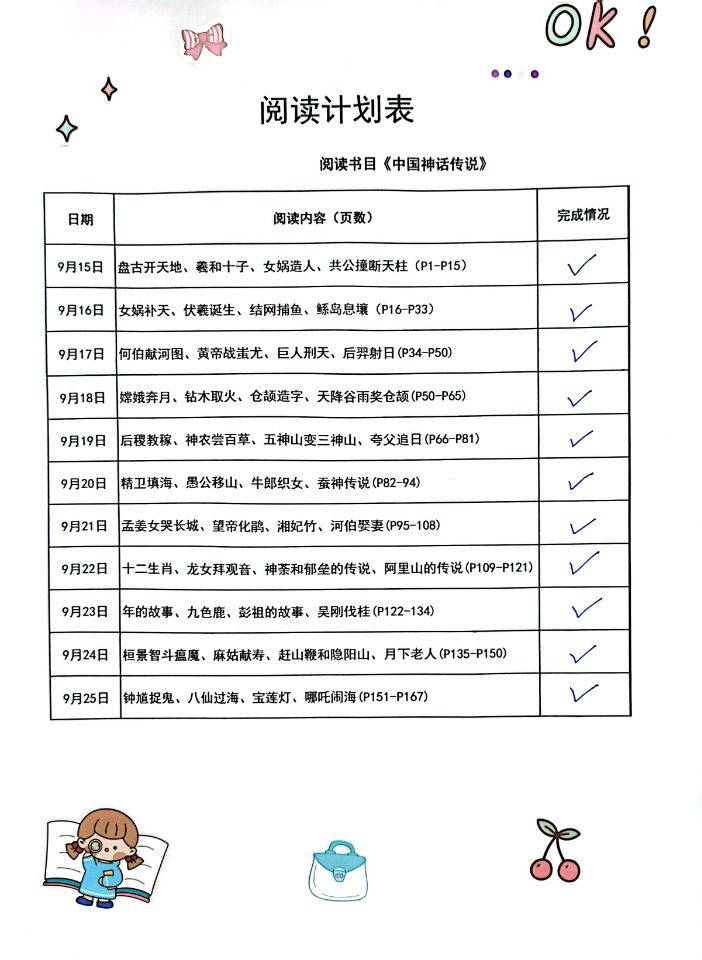 OK!
阅读计划表
阅读书目《中国神话传说》
日期 阅读内容（页数） 完成情况
9月15日 盘古开天地、羲和十子、女娲造人、共公撞断天柱（P1-P15） ✓
9月16日 女娲补天、伏羲诞生、结网捕鱼、鲧岛息壤（P16-P33） ✓
9月17日 何伯献河图、黄帝战蚩尤、巨人刑天、后羿射日(P34-P50) ✓
9月18日 嫦娥奔月、钻木取火、仓颉造字、天降谷雨奖仓颉(P50-P65) ✓
9月19日 后稷教稼、神农尝百草、五神山变三神山、夸父追日(P66-P81) ✓
9月20日 精卫填海、愚公移山、牛郎织女、蚕神传说(P82-94) ✓
9月21日 孟姜女哭长城、望帝化鹃、湘妃竹、河伯娶妻(P95-108) ✓
9月22日 十二生肖、龙女拜观音、神荼和郁垒的传说、阿里山的传说(P109-P121) ✓
9月23日 年的故事、九色鹿、彭祖的故事、吴刚伐桂(P122-134) ✓
9月24日 桓景智斗瘟魔、麻姑献寿、赶山鞭和隐阳山、月下老人(P135-P150) ✓
9月25日 钟馗捉鬼、八仙过海、宝莲灯、哪吒闹海(P151-P167) ✓